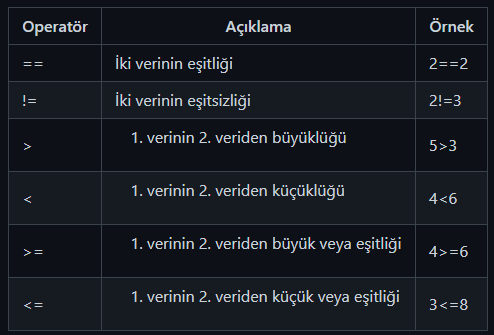 Operatör Açıklama Örnek
== İki verinin eşitliği 2==2
!= İki verinin eşitsizliği 2!=3
> 1. verinin 2. veriden büyüklüğü 5>3
< 1. verinin 2. veriden küçüklüğü 4<6
>= 1. verinin 2. veriden büyük veya eşitliği 4>=6
<= 1. verinin 2. veriden küçük veya eşitliği 3<=8